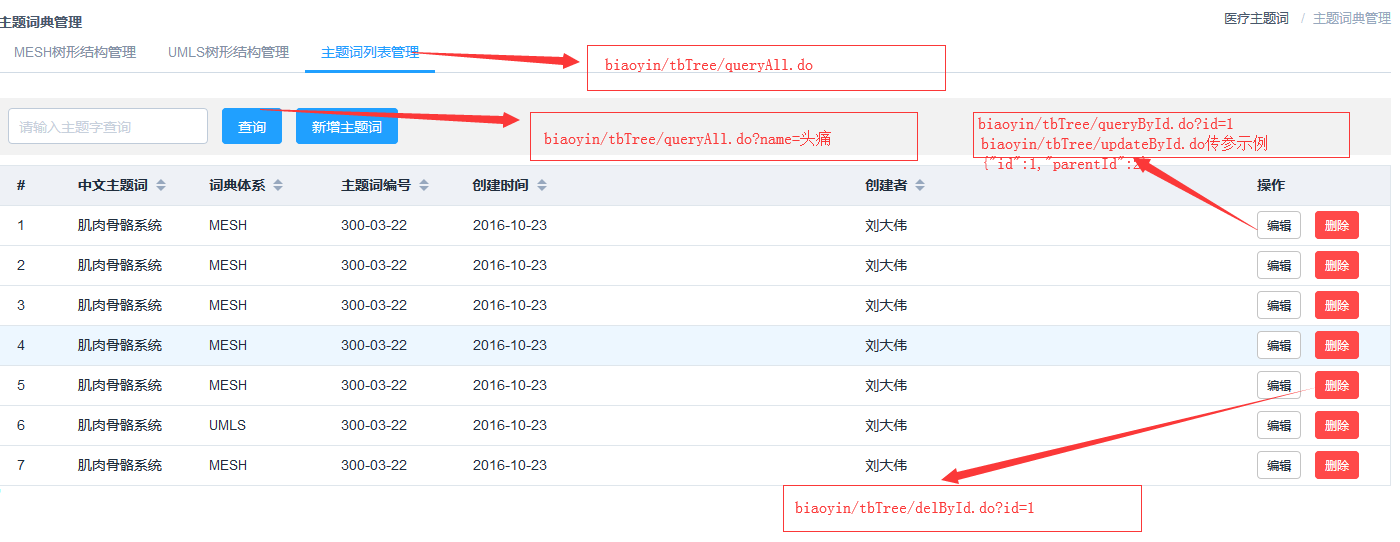 主题词典管理
医疗主题词 / 主题词典管理
MESH树形结构管理 UMLS树形结构管理 主题词列表管理
biaoyin/tbTree/queryAll.do
请输入主题字查询 查询 新增主题词
biaoyin/tbTree/queryAll.do?name=头痛
biaoyin/tbTree/queryById.do?id=1
biaoyin/tbTree/updateById.do传参示例
{"id":1,"parentId":2}
# 中文主题词 词典体系 主题词编号 创建时间 创建者 操作
1 肌肉骨骼系统 MESH 300-03-22 2016-10-23 刘大伟 编辑 删除
2 肌肉骨骼系统 MESH 300-03-22 2016-10-23 刘大伟 编辑 删除
3 肌肉骨骼系统 MESH 300-03-22 2016-10-23 刘大伟 编辑 删除
4 肌肉骨骼系统 MESH 300-03-22 2016-10-23 刘大伟 编辑 删除
5 肌肉骨骼系统 MESH 300-03-22 2016-10-23 刘大伟 编辑 删除
6 肌肉骨骼系统 UMLS 300-03-22 2016-10-23 刘大伟 编辑 删除
7 肌肉骨骼系统 MESH 300-03-22 2016-10-23 刘大伟 编辑 删除
biaoyin/tbTree/delById.do?id=1